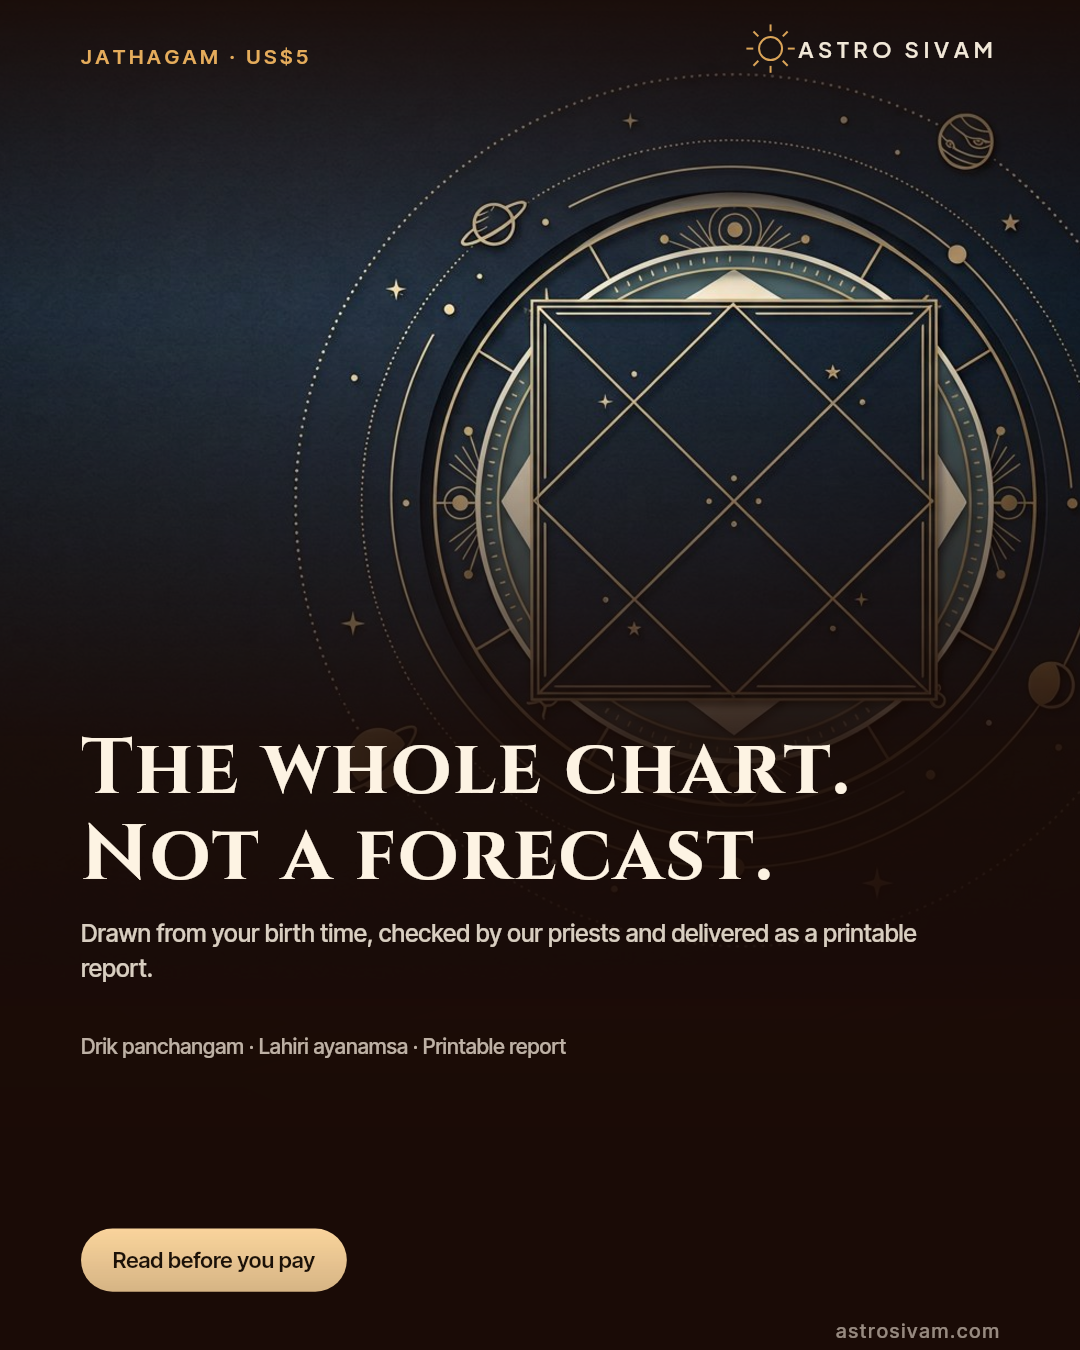 JATHAGAM · US$5
ASTRO SIVAM
THE WHOLE CHART.
NOT A FORECAST.
Drawn from your birth time, checked by our priests and delivered as a printable
report.
Drik panchangam · Lahiri ayanamsa · Printable report
Read before you pay
astrosivam.com